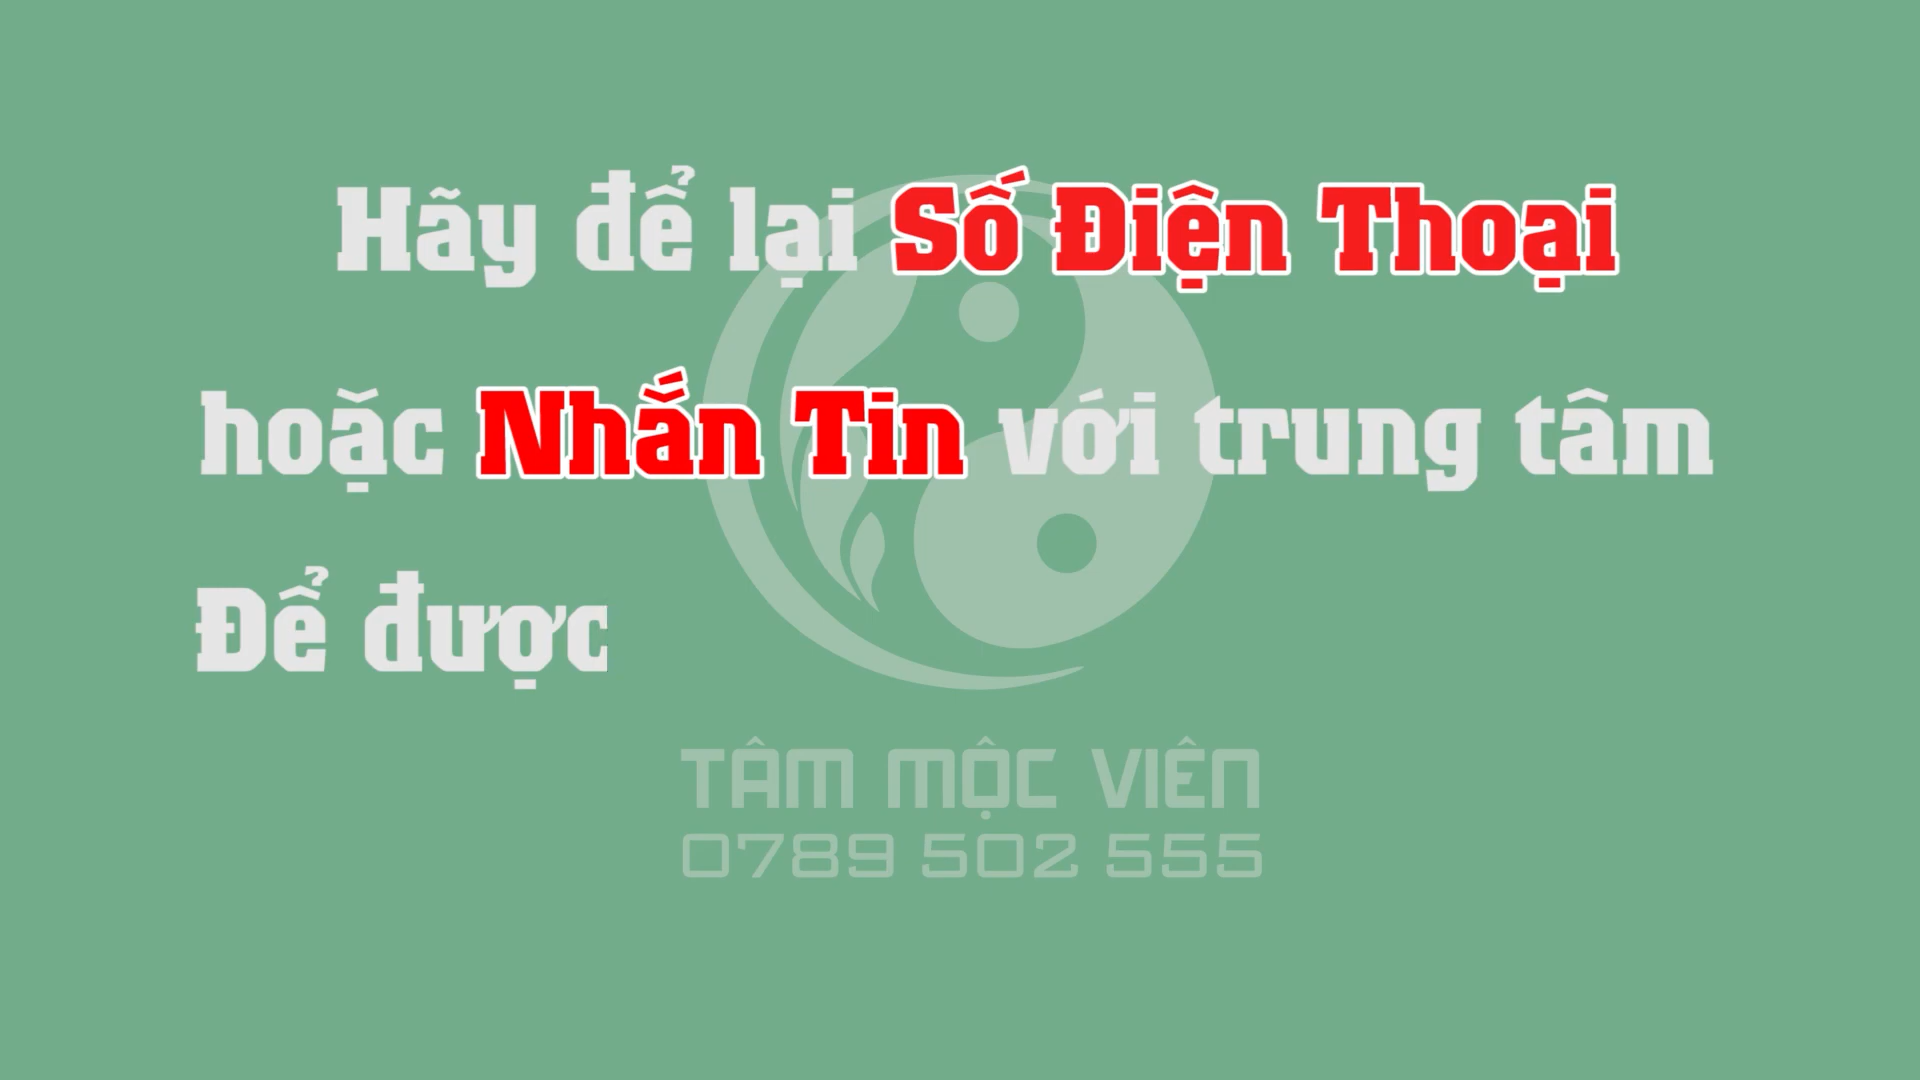 Hãy để lại Số Điện Thoại
hoặc Nhắn Tin với trung tâm
Để được
TÂM MỘC VIÊN
0789 502 555